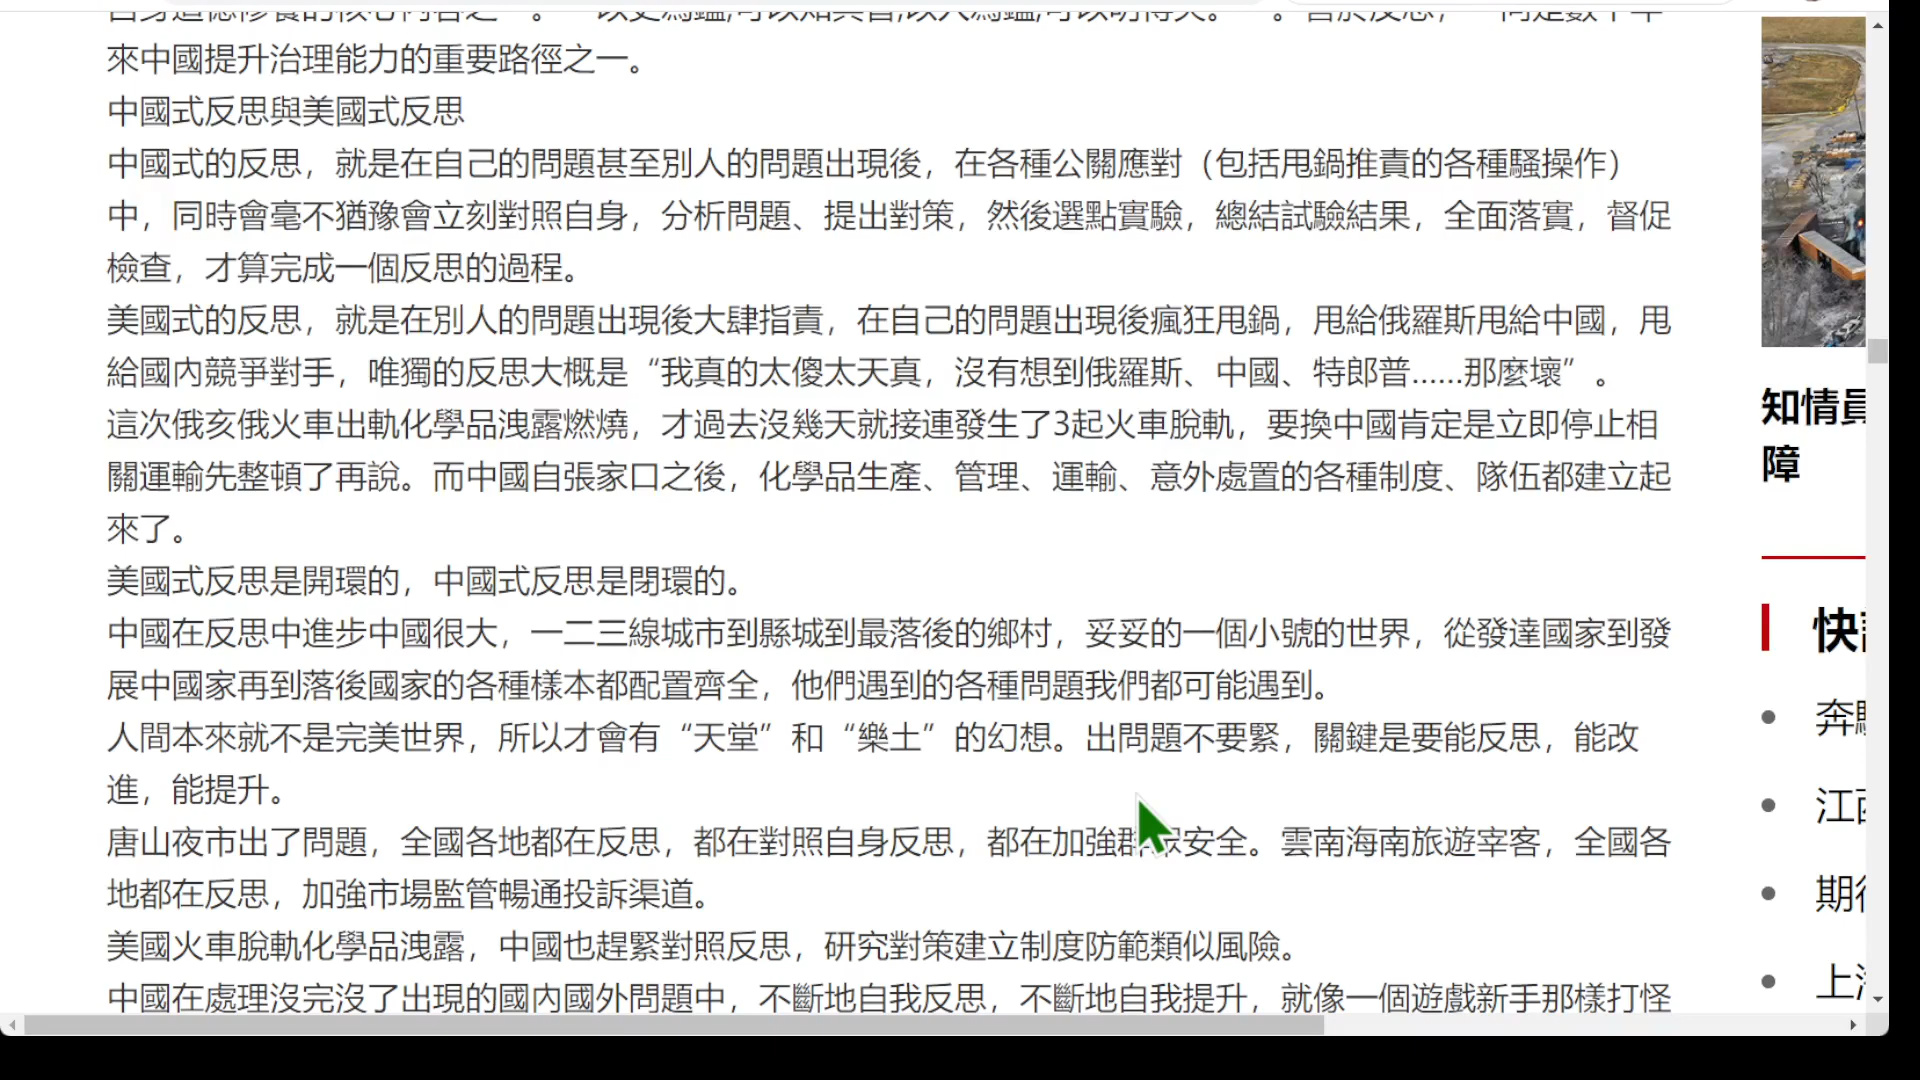 來中國提升治理能力的重要路徑之一。
中國式反思與美國式反思
中國式的反思，就是在自己的問題甚至別人的問題出現後，在各種公關應對（包括甩鍋推責的各種騷操作）
中，同時會毫不猶豫會立刻對照自身，分析問題、提出對策，然後選點實驗，總結試驗結果，全面落實，督促
檢查，才算完成一個反思的過程。
美國式的反思，就是在別人的問題出現後大肆指責，在自己的問題出現後瘋狂甩鍋，甩給俄羅斯甩給中國，甩
給國內競爭對手，唯獨的反思大概是“我真的太傻太天真，沒有想到俄羅斯、中國、特郎普……那麼壞”。
這次俄亥俄火車出軌化學品洩露燃燒，才過去沒幾天就接連發生了3起火車脫軌，要換中國肯定是立即停止相
關運輸先整頓了再說。而中國自張家口之後，化學品生產、管理、運輸、意外處置的各種制度、隊伍都建立起
來了。
美國式反思是開環的，中國式反思是閉環的。
中國在反思中進步中國很大，一二三線城市到縣城到最落後的鄉村，妥妥的一個小號的世界，從發達國家到發
展中國家再到落後國家的各種樣本都配置齊全，他們遇到的各種問題我們都可能遇到。
人間本來就不是完美世界，所以才會有“天堂”和“樂土”的幻想。出問題不要緊，關鍵是要能反思，能改
進，能提升。
唐山夜市出了問題，全國各地都在反思，都在對照自身反思，都在加強群眾安全。雲南海南旅遊宰客，全國各
地都在反思，加強市場監管暢通投訴渠道。
美國火車脫軌化學品洩露，中國也趕緊對照反思，研究對策建立制度防範類似風險。
中國在處理沒完沒了出現的國內國外問題中，不斷地自我反思，不斷地自我提升，就像一個遊戲新手那樣打怪
知情員
障
快
奔
江
期
上